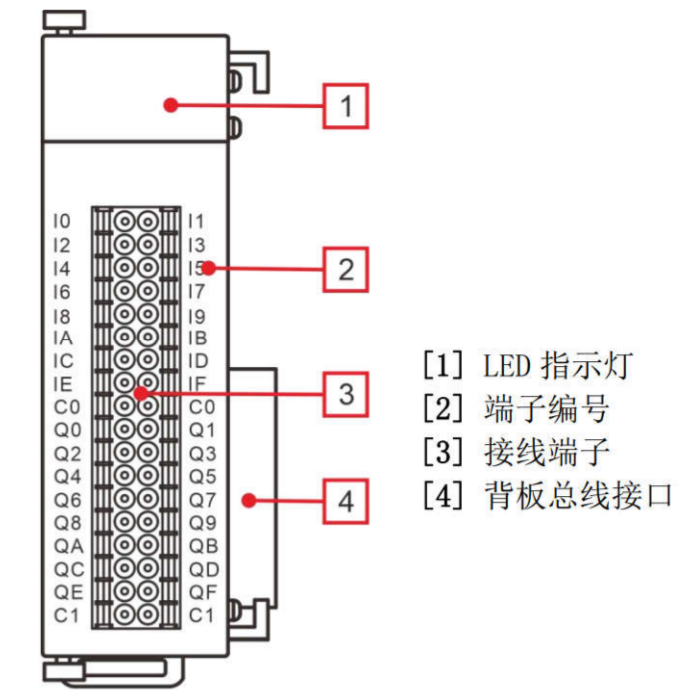 1
I0 I1
I2 I3
I4 I5
2
I6 I7
I8 I9
IA IB
IC ID
IE IF
3
C0 C0
Q0 Q1
Q2 Q3
Q4 Q5
Q6 Q7
4
Q8 Q9
QA QB
QC QD
QE QF
C1 C1
[1] LED 指示灯
[2] 端子编号
[3] 接线端子
[4] 背板总线接口